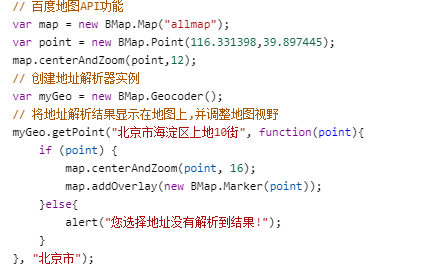 // 百度地图API功能
var map = new BMap.Map("allmap");
var point = new BMap.Point(116.331398,39.897445);
map.centerAndZoom(point,12);
// 创建地址解析器实例
var myGeo = new BMap.Geocoder();
// 将地址解析结果显示在地图上,并调整地图视野
myGeo.getPoint("北京市海淀区上地10街", function(point){
    if (point) {
        map.centerAndZoom(point, 16);
        map.addOverlay(new BMap.Marker(point));
    }else{
        alert("您选择地址没有解析到结果!");
    }
}, "北京市");